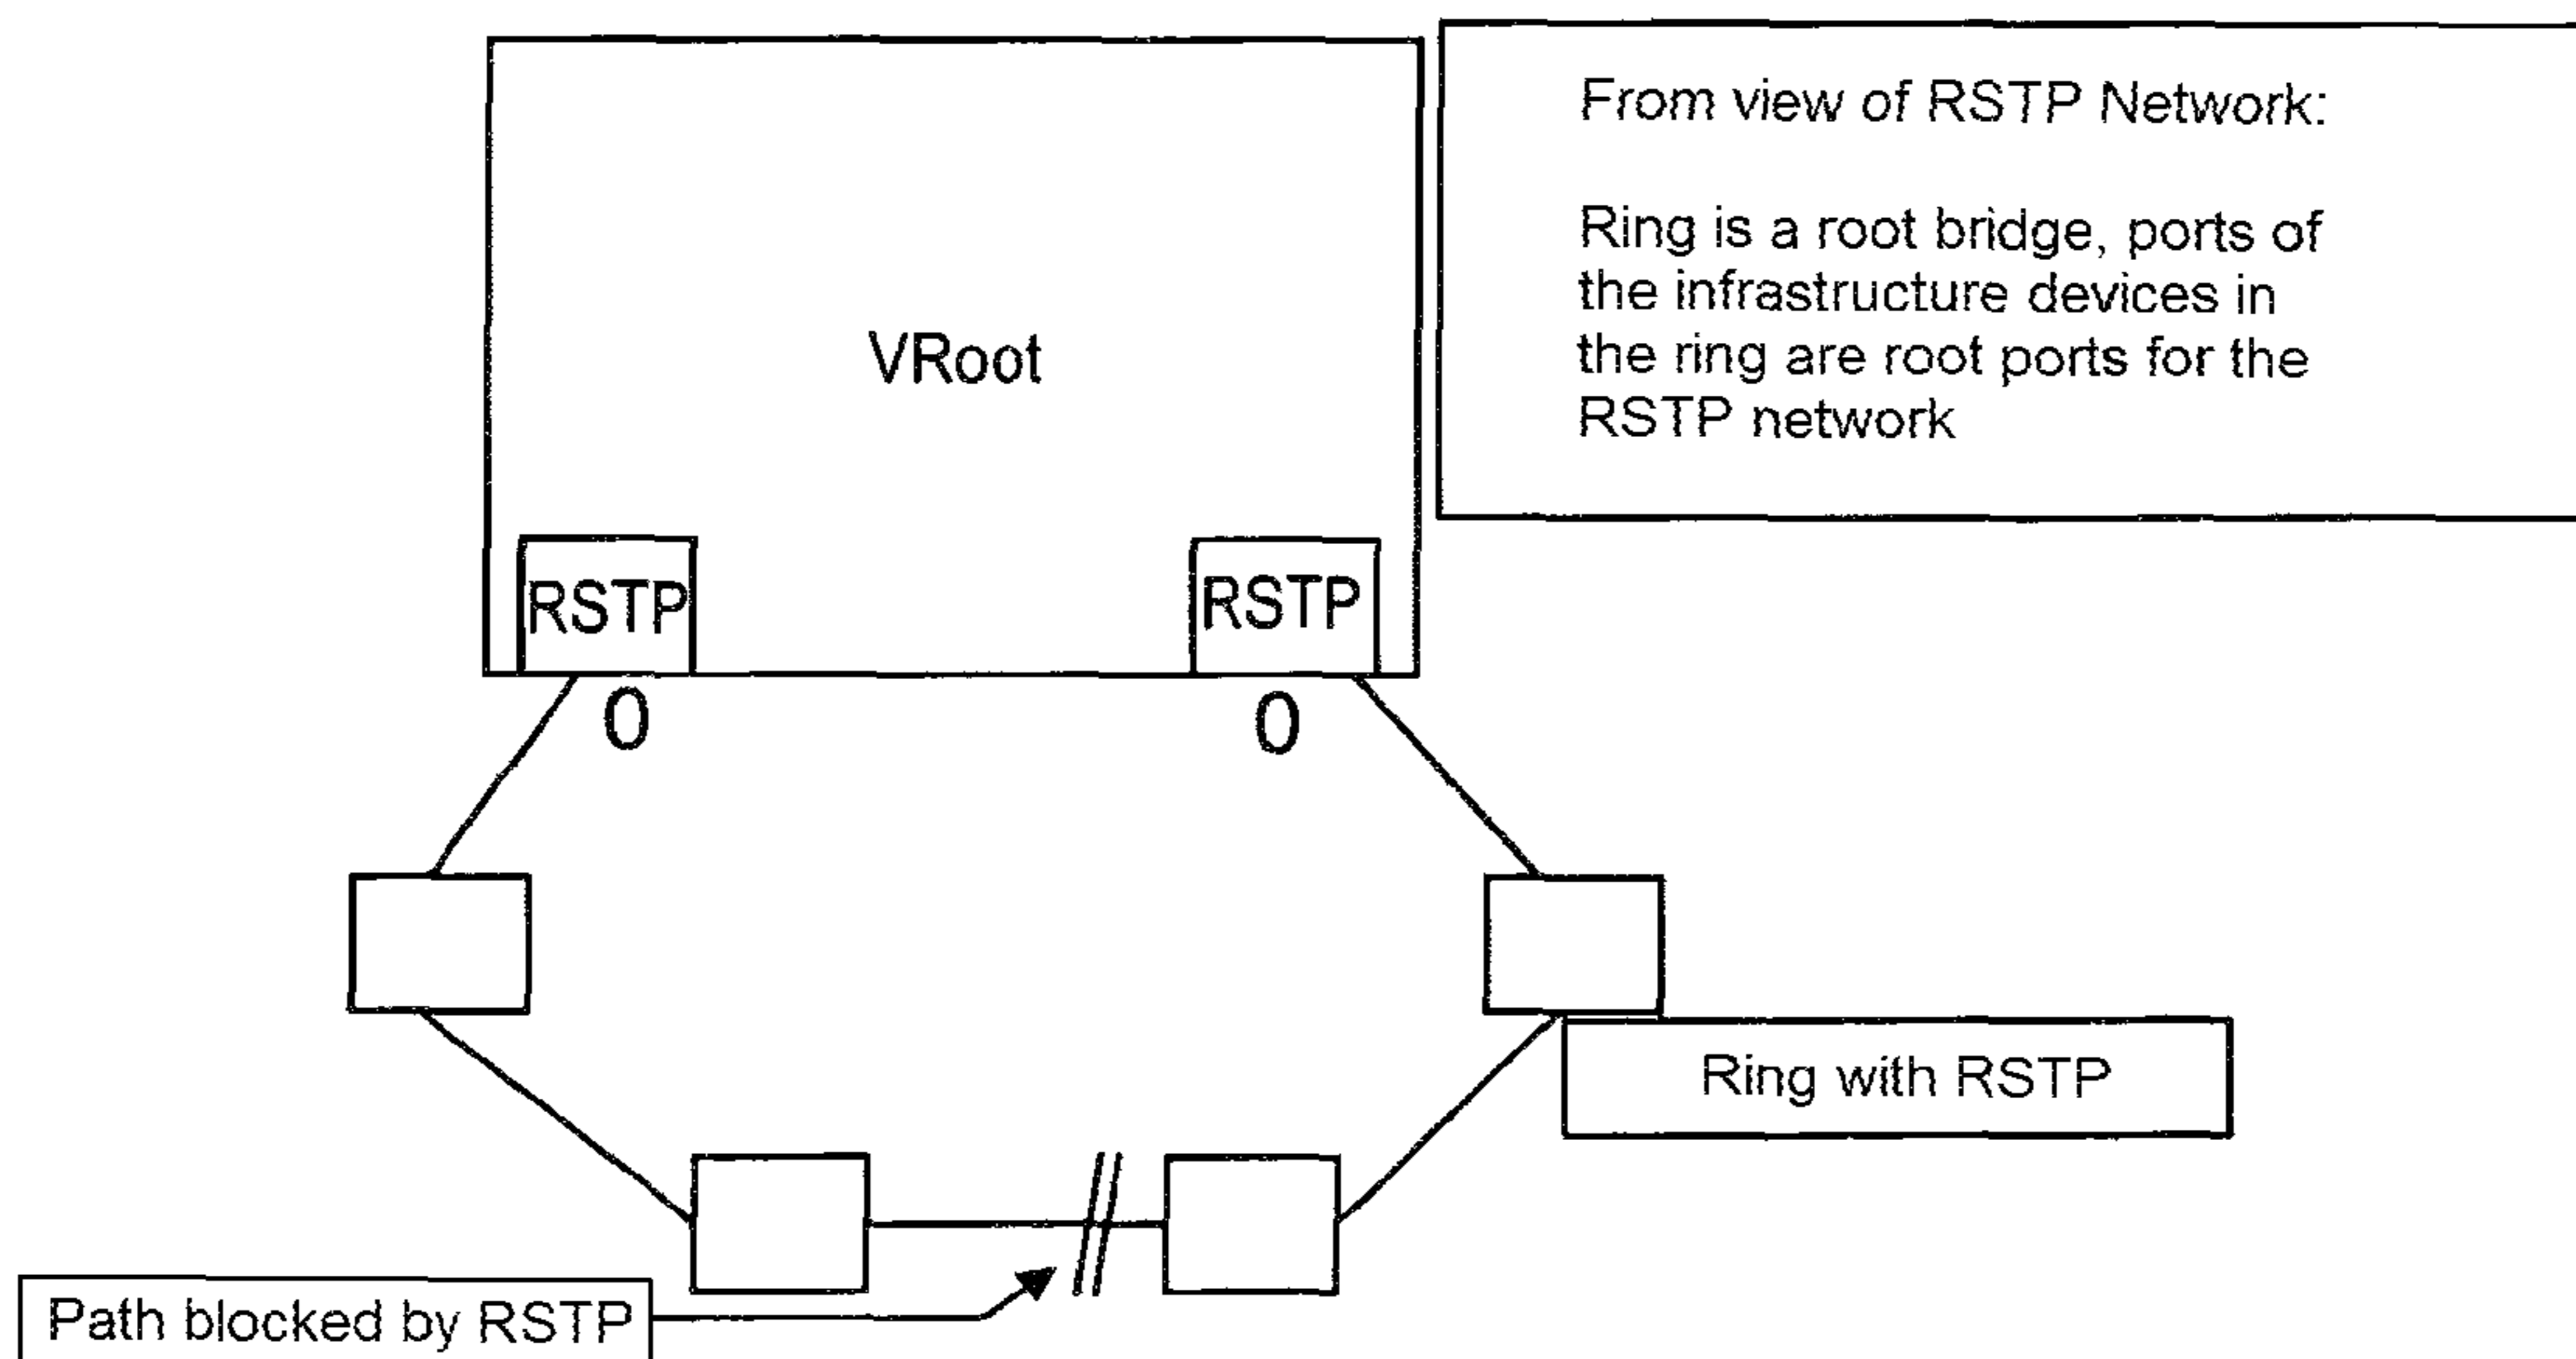 From view of RSTP Network:
Ring is a root bridge, ports of
the infrastructure devices in
the ring are root ports for the
RSTP network
VRoot
RSTP
RSTP
0
0
Ring with RSTP
Path blocked by RSTP